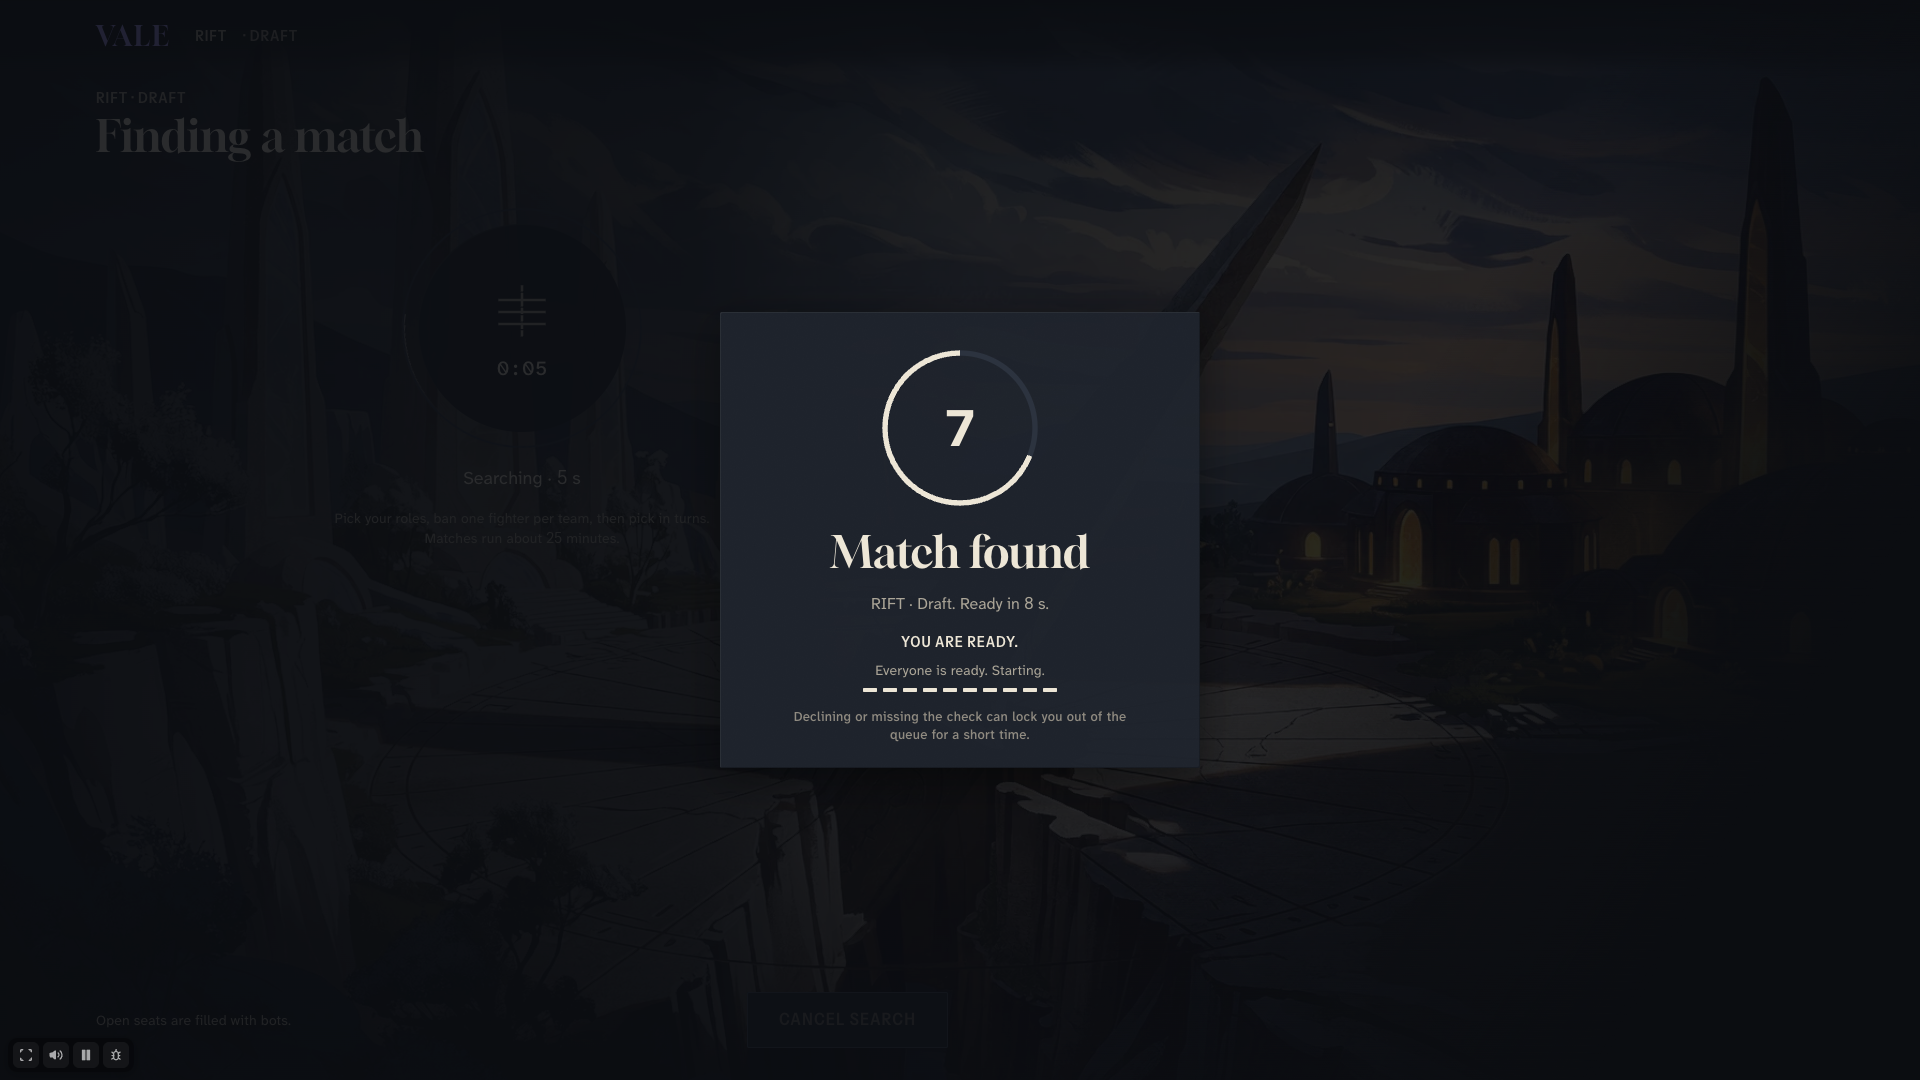 VALE RIFT · DRAFT
RIFT · DRAFT
Finding a match
0:05
Searching · 5 s
Pick your roles, ban one fighter per team, then pick in turns.
Matches run about 25 minutes.
7
Match found
RIFT · Draft. Ready in 8 s.
YOU ARE READY.
Everyone is ready. Starting.
Declining or missing the check can lock you out of the
queue for a short time.
Open seats are filled with bots.
CANCEL SEARCH